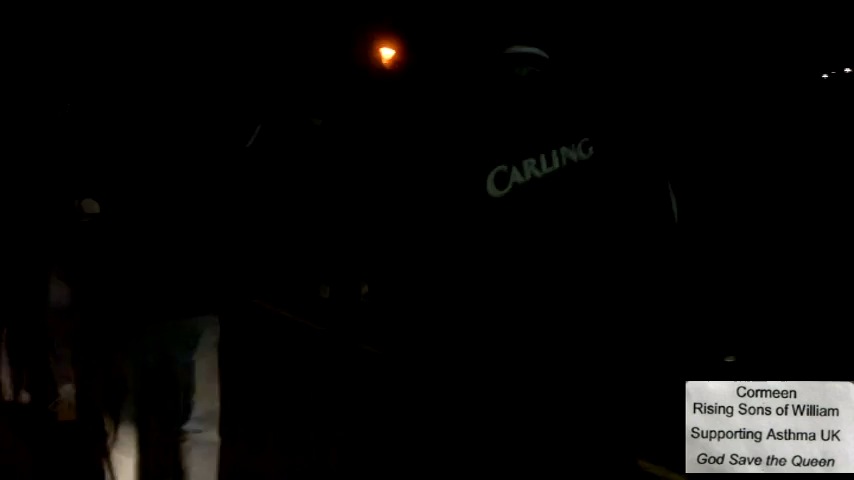 CARLING
Cormeen
Rising Sons of William
Supporting Asthma UK
God Save the Queen